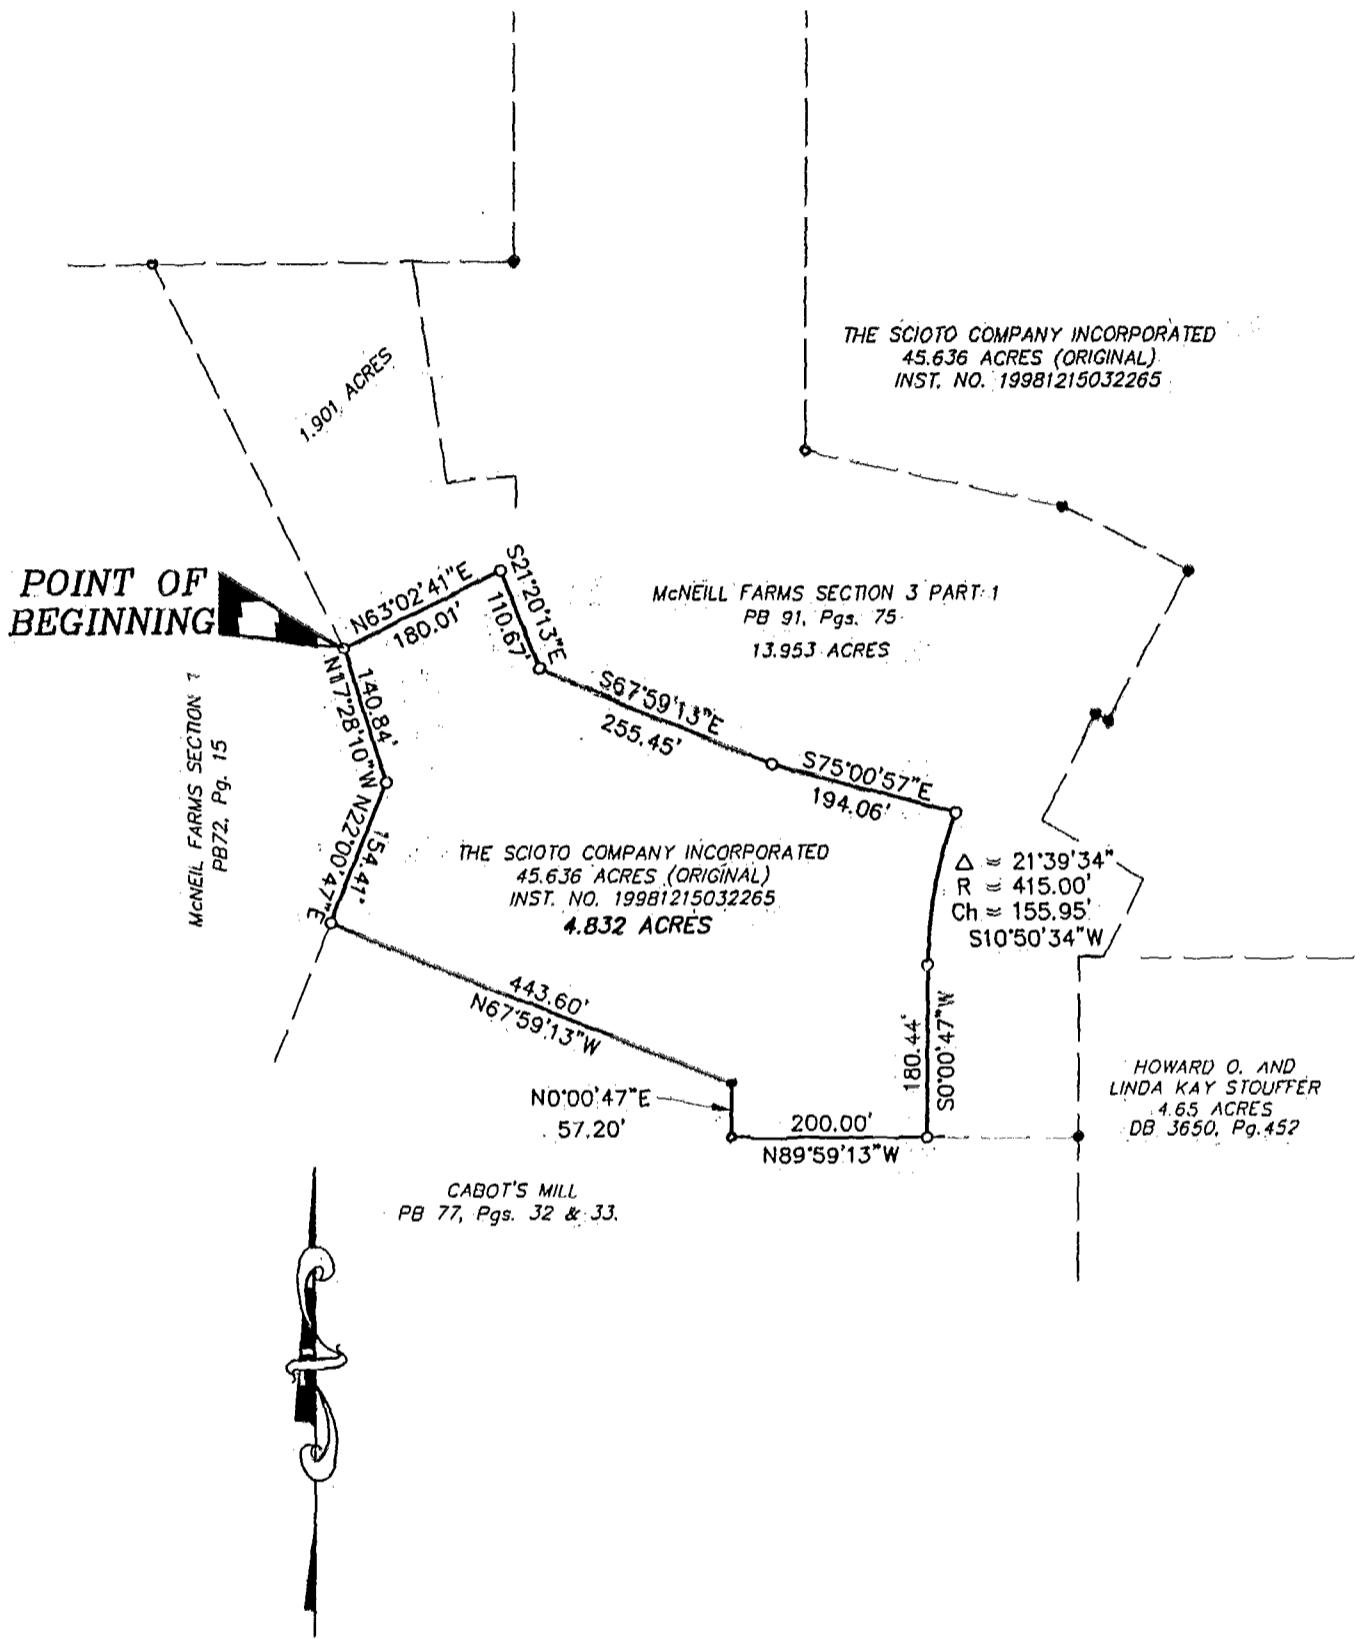 THE SCIOTO COMPANY INCORPORATED
45.636 ACRES (ORIGINAL)
INST. NO. 19981215032265
1.901 ACRES
POINT OF
BEGINNING
N63°02'41"E
180.01'
S21°20'13"E
110.67'
McNEILL FARMS SECTION 3 PART 1
PB 91, Pgs. 75
13.953 ACRES
McNEIL FARMS SECTION 1
PB72, Pg. 15
140.84'
N17°28'10"W
S67°59'13"E
255.45'
S75°00'57"E
194.06'
154.41'
N22°00'47"E
THE SCIOTO COMPANY INCORPORATED
45.636 ACRES (ORIGINAL)
INST. NO. 19981215032265
4.832 ACRES
Δ = 21°39'34"
R = 415.00'
Ch = 155.95'
S10°50'34"W
443.60'
N67°59'13"W
180.44'
S0°00'47"W
N0°00'47"E
57.20'
200.00'
N89°59'13"W
HOWARD O. AND
LINDA KAY STOUFFER
4.65 ACRES
DB 3650, Pg.452
CABOT'S MILL
PB 77, Pgs. 32 & 33.